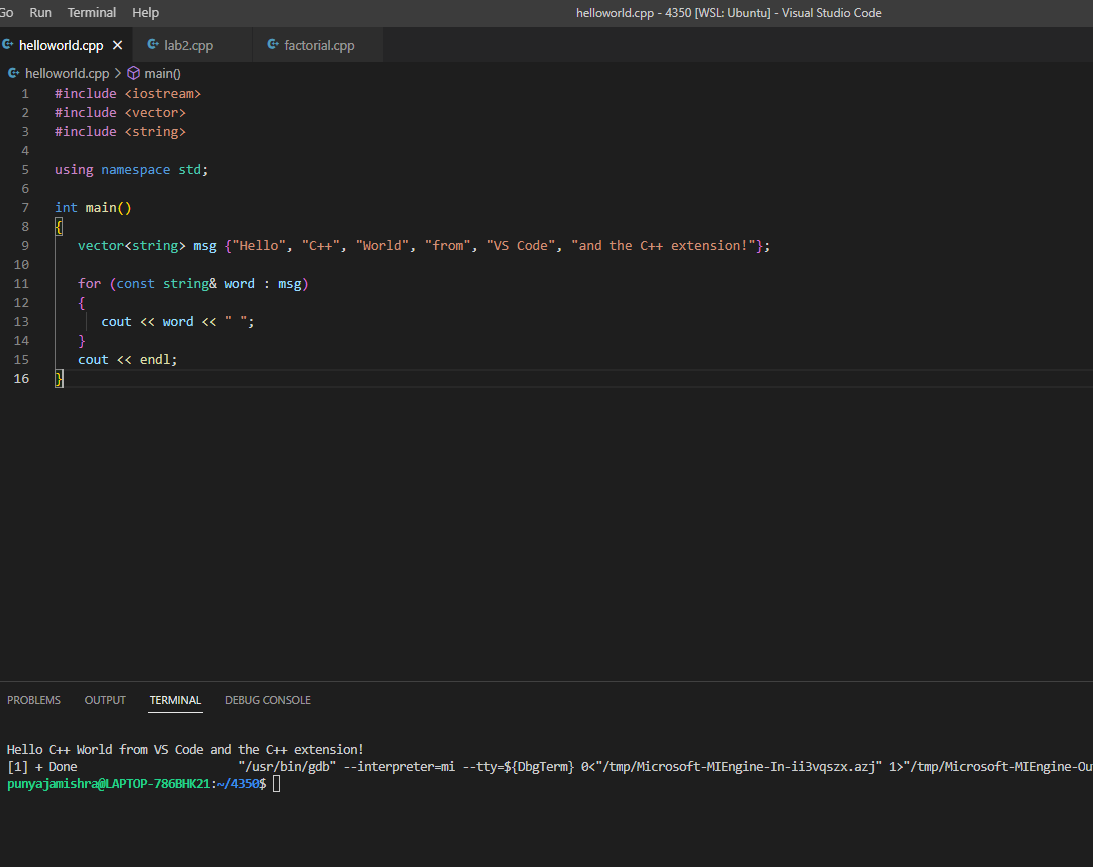 Go Run Terminal Help helloworld.cpp - 4350 [WSL: Ubuntu] - Visual Studio Code
helloworld.cpp lab2.cpp factorial.cpp
helloworld.cpp > main()
1 #include <iostream>
2 #include <vector>
3 #include <string>
4
5 using namespace std;
6
7 int main()
8 {
9 vector<string> msg {"Hello", "C++", "World", "from", "VS Code", "and the C++ extension!"};
10
11 for (const string& word : msg)
12 {
13 cout << word << " ";
14 }
15 cout << endl;
16 }
PROBLEMS OUTPUT TERMINAL DEBUG CONSOLE
Hello C++ World from VS Code and the C++ extension!
[1] + Done "/usr/bin/gdb" --interpreter=mi --tty=${DbgTerm} 0<"/tmp/Microsoft-MIEngine-In-ii3vqszx.azj" 1>"/tmp/Microsoft-MIEngine-Ou
punyajamishra@LAPTOP-786BHK21:~/4350$